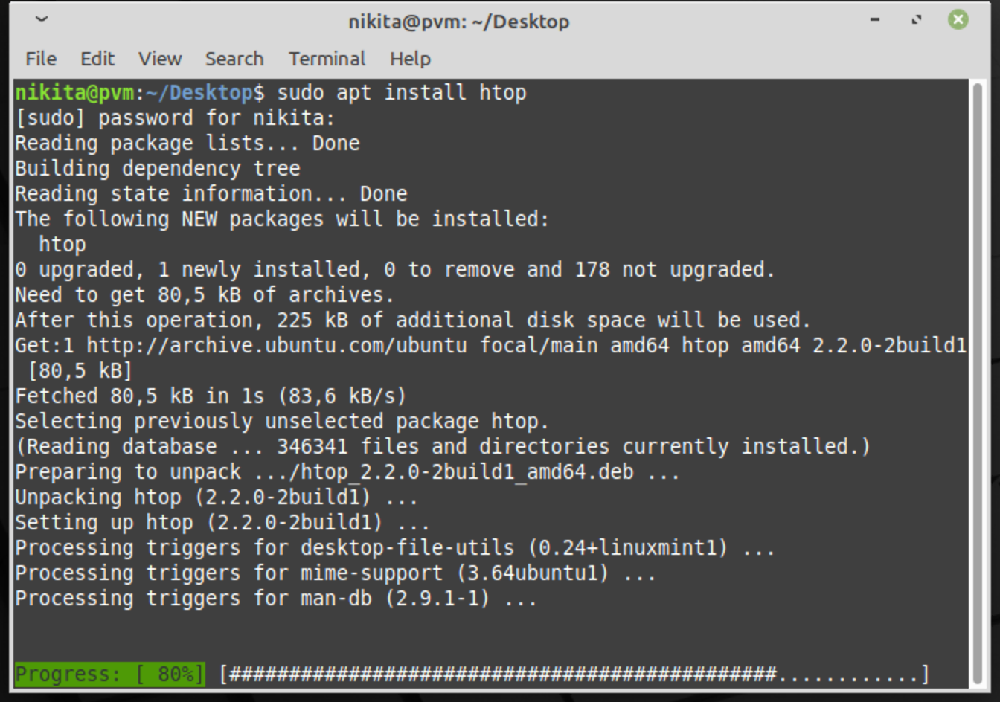 nikita@pvm: ~/Desktop
File Edit View Search Terminal Help
nikita@pvm:~/Desktop$ sudo apt install htop
[sudo] password for nikita:
Reading package lists... Done
Building dependency tree
Reading state information... Done
The following NEW packages will be installed:
  htop
0 upgraded, 1 newly installed, 0 to remove and 178 not upgraded.
Need to get 80,5 kB of archives.
After this operation, 225 kB of additional disk space will be used.
Get:1 http://archive.ubuntu.com/ubuntu focal/main amd64 htop amd64 2.2.0-2build1
 [80,5 kB]
Fetched 80,5 kB in 1s (83,6 kB/s)
Selecting previously unselected package htop.
(Reading database ... 346341 files and directories currently installed.)
Preparing to unpack .../htop_2.2.0-2build1_amd64.deb ...
Unpacking htop (2.2.0-2build1) ...
Setting up htop (2.2.0-2build1) ...
Processing triggers for desktop-file-utils (0.24+linuxmint1) ...
Processing triggers for mime-support (3.64ubuntu1) ...
Processing triggers for man-db (2.9.1-1) ...
Progress: [ 80%] [##############################################............]